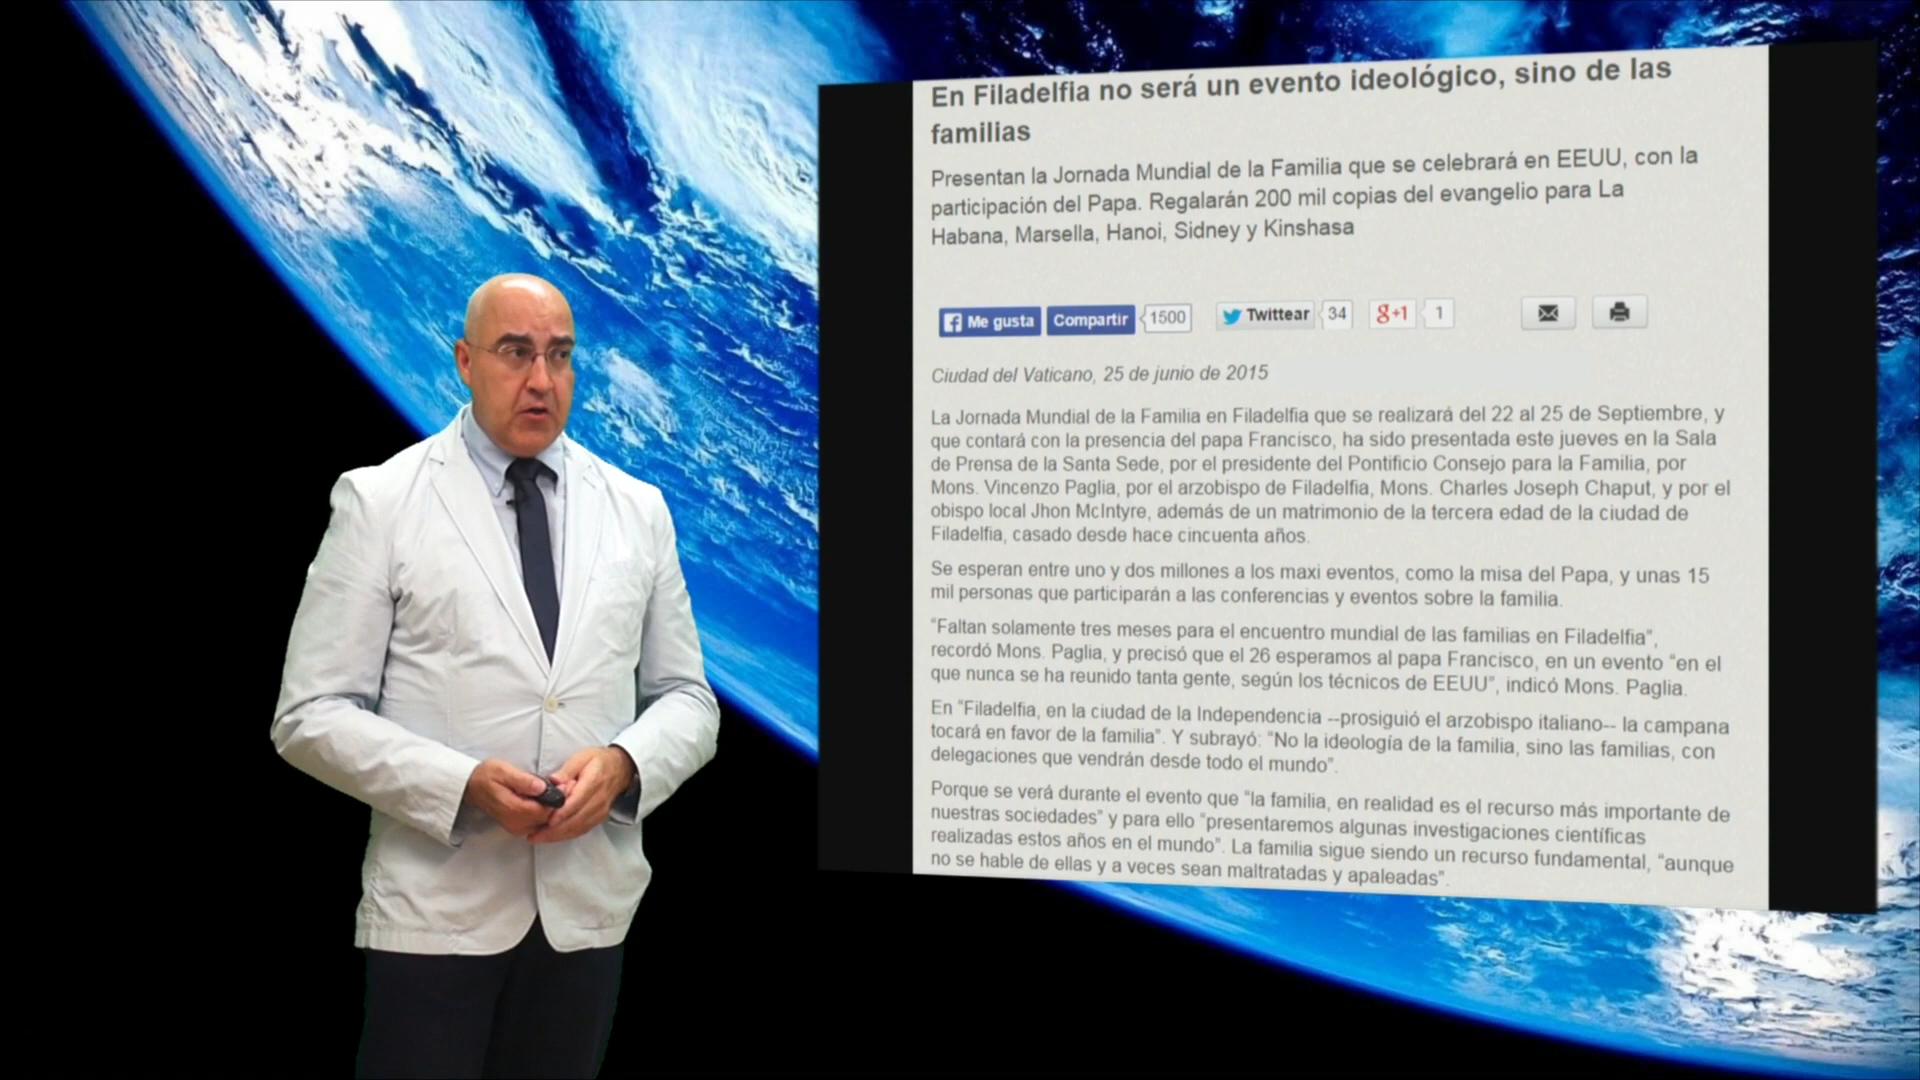 En Filadelfia no será un evento ideológico, sino de las
familias
Presentan la Jornada Mundial de la Familia que se celebrará en EEUU, con la
participación del Papa. Regalarán 200 mil copias del evangelio para La
Habana, Marsella, Hanoi, Sidney y Kinshasa
Me gusta Compartir 1500 Twittear 34 g+1 1
Ciudad del Vaticano, 25 de junio de 2015
La Jornada Mundial de la Familia en Filadelfia que se realizará del 22 al 25 de Septiembre, y
que contará con la presencia del papa Francisco, ha sido presentada este jueves en la Sala
de Prensa de la Santa Sede, por el presidente del Pontificio Consejo para la Familia, por
Mons. Vincenzo Paglia, por el arzobispo de Filadelfia, Mons. Charles Joseph Chaput, y por el
obispo local Jhon McIntyre, además de un matrimonio de la tercera edad de la ciudad de
Filadelfia, casado desde hace cincuenta años.
Se esperan entre uno y dos millones a los maxi eventos, como la misa del Papa, y unas 15
mil personas que participarán a las conferencias y eventos sobre la familia.
“Faltan solamente tres meses para el encuentro mundial de las familias en Filadelfia”,
recordó Mons. Paglia, y precisó que el 26 esperamos al papa Francisco, en un evento “en el
que nunca se ha reunido tanta gente, según los técnicos de EEUU”, indicó Mons. Paglia.
En “Filadelfia, en la ciudad de la Independencia --prosiguió el arzobispo italiano-- la campana
tocará en favor de la familia”. Y subrayó: “No la ideología de la familia, sino las familias, con
delegaciones que vendrán desde todo el mundo”.
Porque se verá durante el evento que “la familia, en realidad es el recurso más importante de
nuestras sociedades” y para ello “presentaremos algunas investigaciones científicas
realizadas estos años en el mundo”. La familia sigue siendo un recurso fundamental, “aunque
no se hable de ellas y a veces sean maltratadas y apaleadas”.